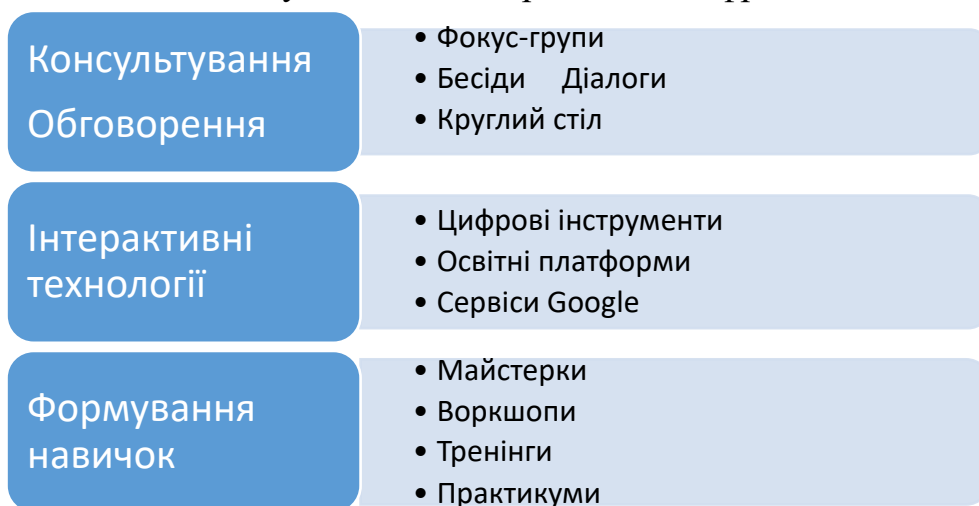 Консультування
Обговорення
• Фокус-групи
• Бесіди Діалоги
• Круглий стіл
Інтерактивні
технології
• Цифрові інструменти
• Освітні платформи
• Сервіси Google
Формування
навичок
• Майстерки
• Воркшопи
• Тренінги
• Практикуми